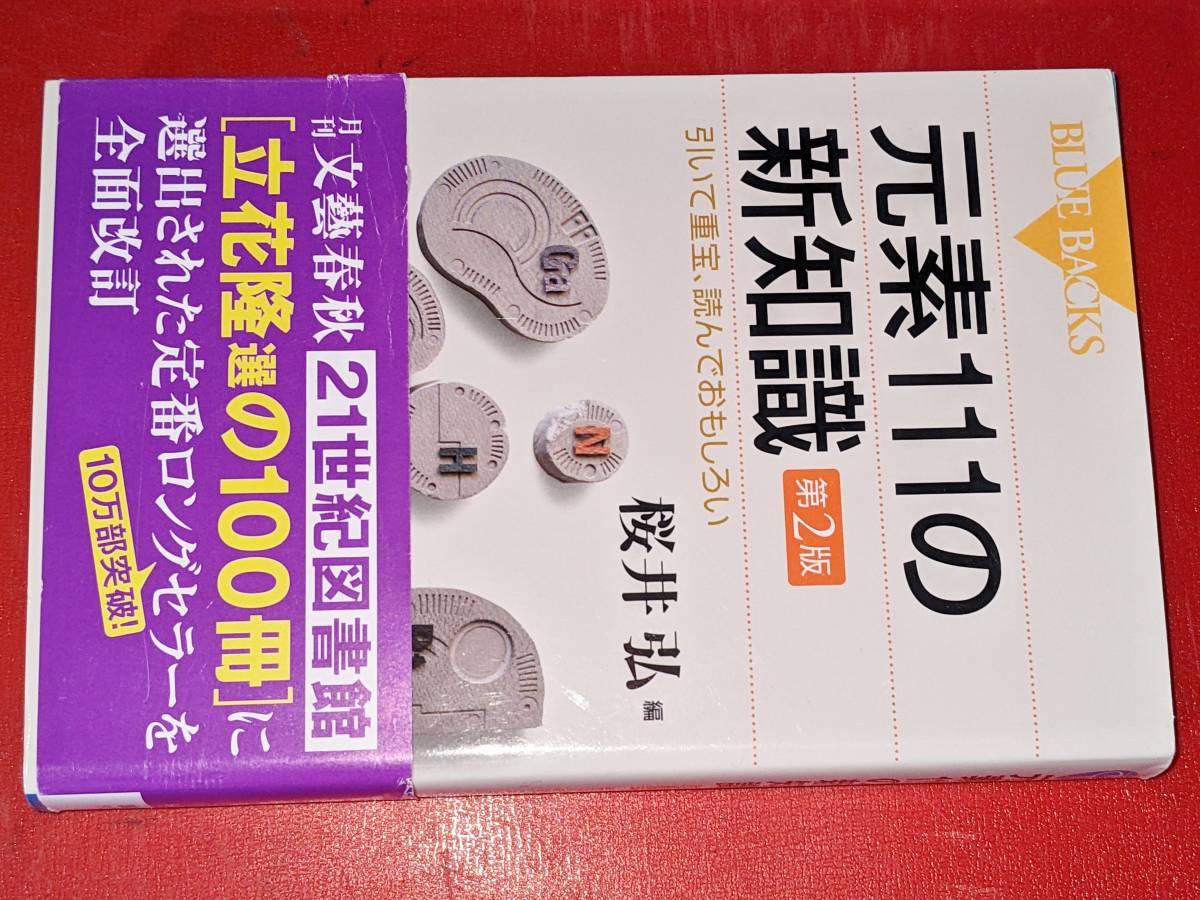 BLUE BACKS
元素111の
新知識
第2版
引いて重宝、読んでおもしろい
桜井 弘 編
Ga
N
H
月刊文藝春秋 21世紀図書館
[立花隆選の100冊]に
選出された定番ロングセラーを
全面改訂
10万部突破!